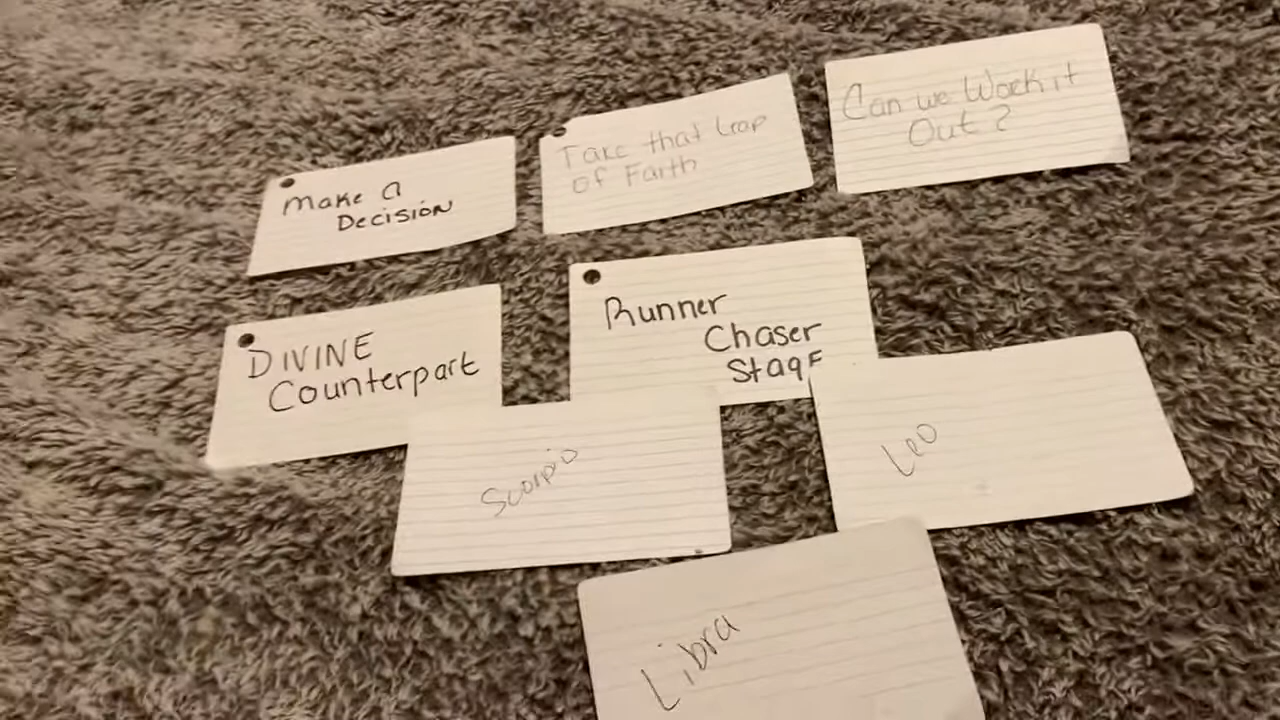 Make A
Decision
Take that Leap
of Faith
Can we Work it
Out?
DIVINE
Counterpart
Runner
Chaser
StagE
Scorpio
Leo
Libra